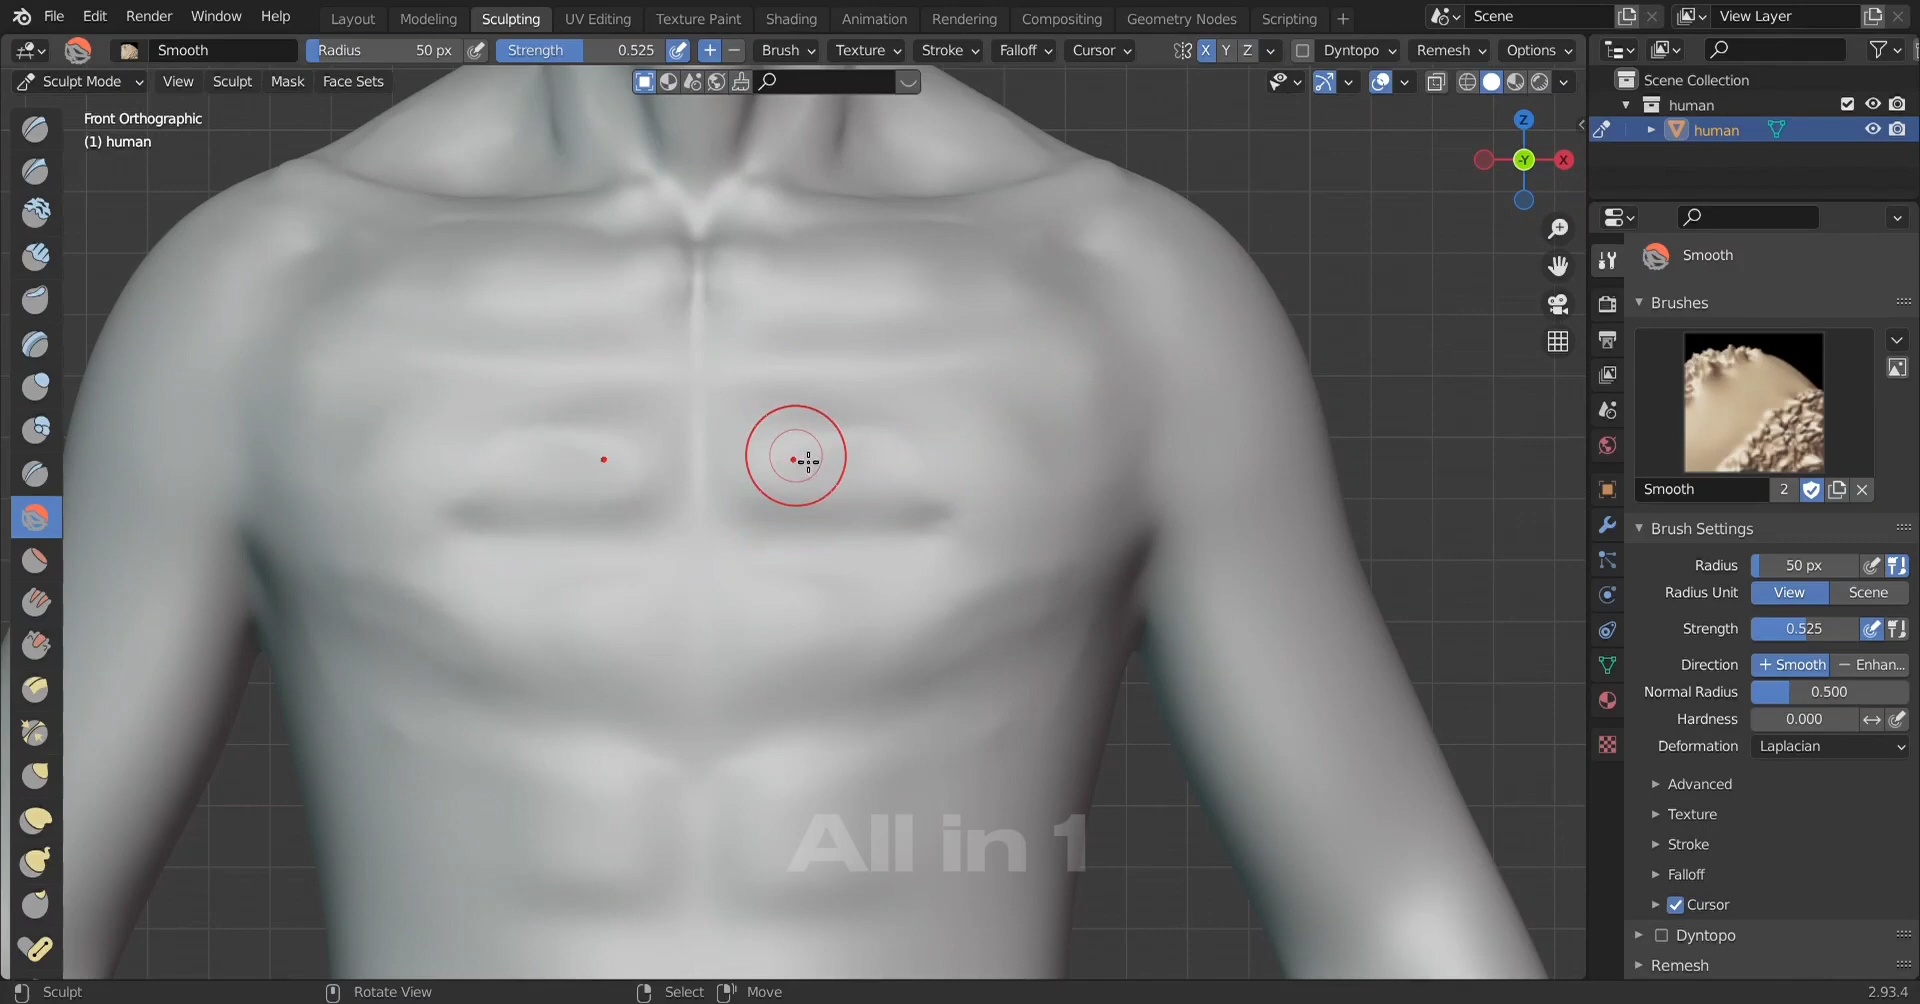 File Edit Render Window Help Layout Modeling Sculpting UV Editing Texture Paint Shading Animation Rendering Compositing Geometry Nodes Scripting + Scene View Layer
Smooth Radius 50 px Strength 0.525 + − Brush Texture Stroke Falloff Cursor X Y Z Dyntopo Remesh Options
Sculpt Mode View Sculpt Mask Face Sets
Scene Collection
human
human
Front Orthographic
(1) human
Z
-Y
X
Smooth
Brushes
Smooth 2
Brush Settings
Radius 50 px
Radius Unit View Scene
Strength 0.525
Direction + Smooth − Enhan...
Normal Radius 0.500
Hardness 0.000
Deformation Laplacian
Advanced
Texture
Stroke
Falloff
Cursor
Dyntopo
Remesh
All in 1
Sculpt Rotate View Select Move 2.93.4